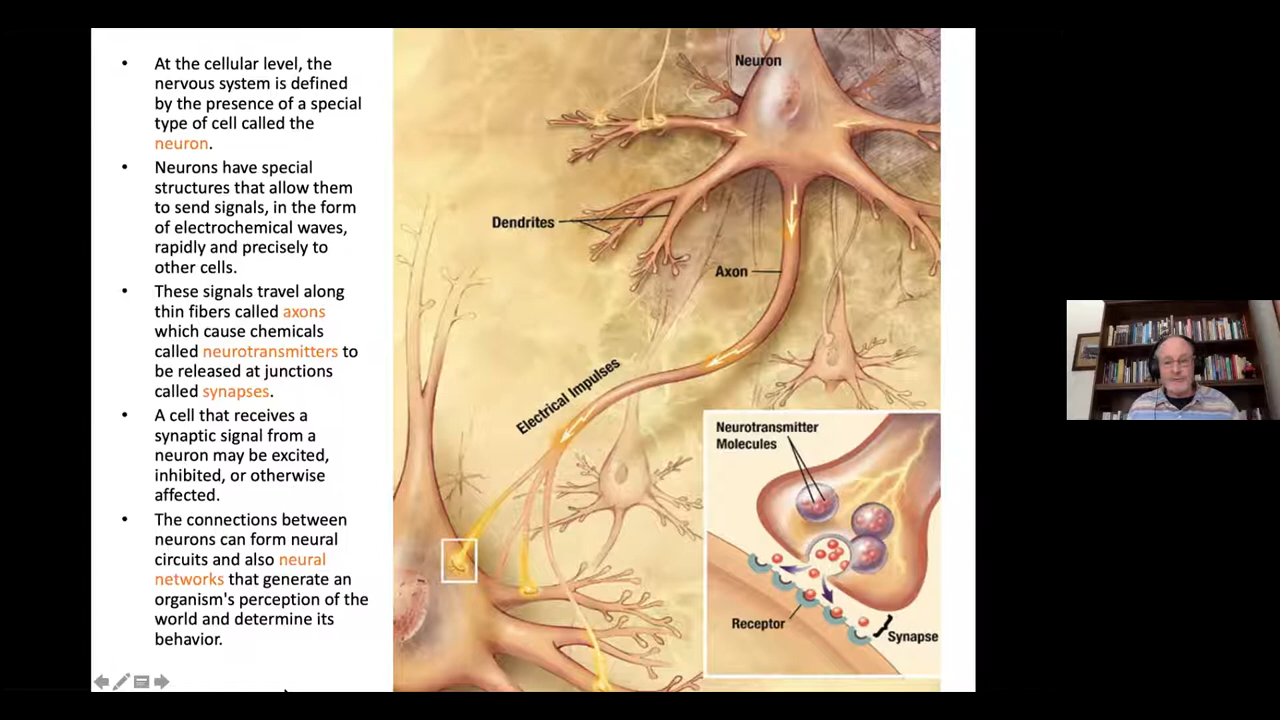 • At the cellular level, the
nervous system is defined
by the presence of a special
type of cell called the
neuron.
• Neurons have special
structures that allow them
to send signals, in the form
of electrochemical waves,
rapidly and precisely to
other cells.
• These signals travel along
thin fibers called axons
which cause chemicals
called neurotransmitters to
be released at junctions
called synapses.
• A cell that receives a
synaptic signal from a
neuron may be excited,
inhibited, or otherwise
affected.
• The connections between
neurons can form neural
circuits and also neural
networks that generate an
organism's perception of the
world and determine its
behavior.
Neuron
Dendrites
Axon
Electrical Impulses
Neurotransmitter
Molecules
Receptor
Synapse